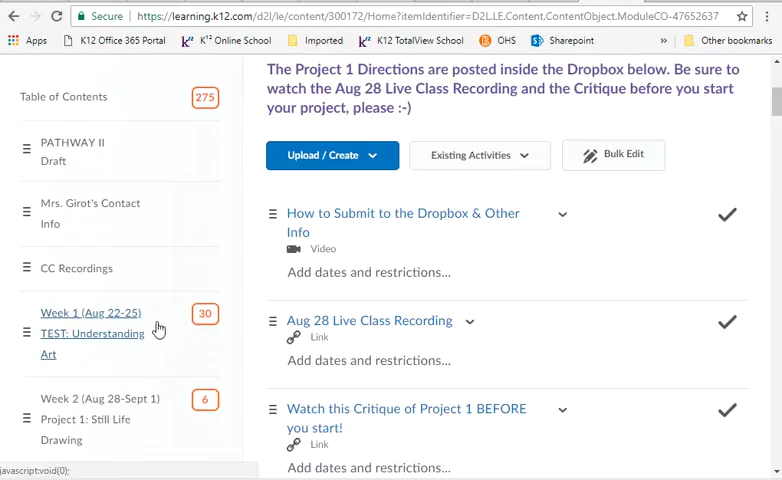 Secure
https://learning.k12.com/d2l/le/content/300172/Home?itemIdentifier=D2L.LE.Content.ContentObject.ModuleCO-47652637
Apps
K12 Office 365 Portal
K¹² Online School
Imported
K12 TotalView School
OHS
Sharepoint
»
Other bookmarks
Table of Contents
275
PATHWAY II
Draft
Mrs. Girot's Contact
Info
CC Recordings
Week 1 (Aug 22-25)
30
TEST: Understanding
Art
Week 2 (Aug 28-Sept 1)
6
Project 1: Still Life
Drawing
javascript:void(0);
The Project 1 Directions are posted inside the Dropbox below. Be sure to
watch the Aug 28 Live Class Recording and the Critique before you start
your project, please :-)
Upload / Create
Existing Activities
Bulk Edit
How to Submit to the Dropbox & Other
Info
Video
Add dates and restrictions...
Aug 28 Live Class Recording
Link
Add dates and restrictions...
Watch this Critique of Project 1 BEFORE
you start!
Link
Add dates and restrictions...